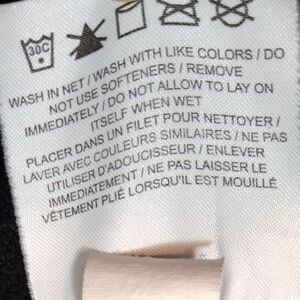 30C
WASH IN NET / WASH WITH LIKE COLORS / DO
NOT USE SOFTENERS / REMOVE
IMMEDIATELY / DO NOT ALLOW TO LAY ON
ITSELF WHEN WET
PLACER DANS UN FILET POUR NETTOYER /
LAVER AVEC COULEURS SIMILAIRES / NE PAS
UTILISER D'ADOUCISSEUR / ENLEVER
IMMEDIATEMENT / NE PAS LAISSER LE
VÊTEMENT PLIÉ LORSQU'IL EST MOUILLÉ